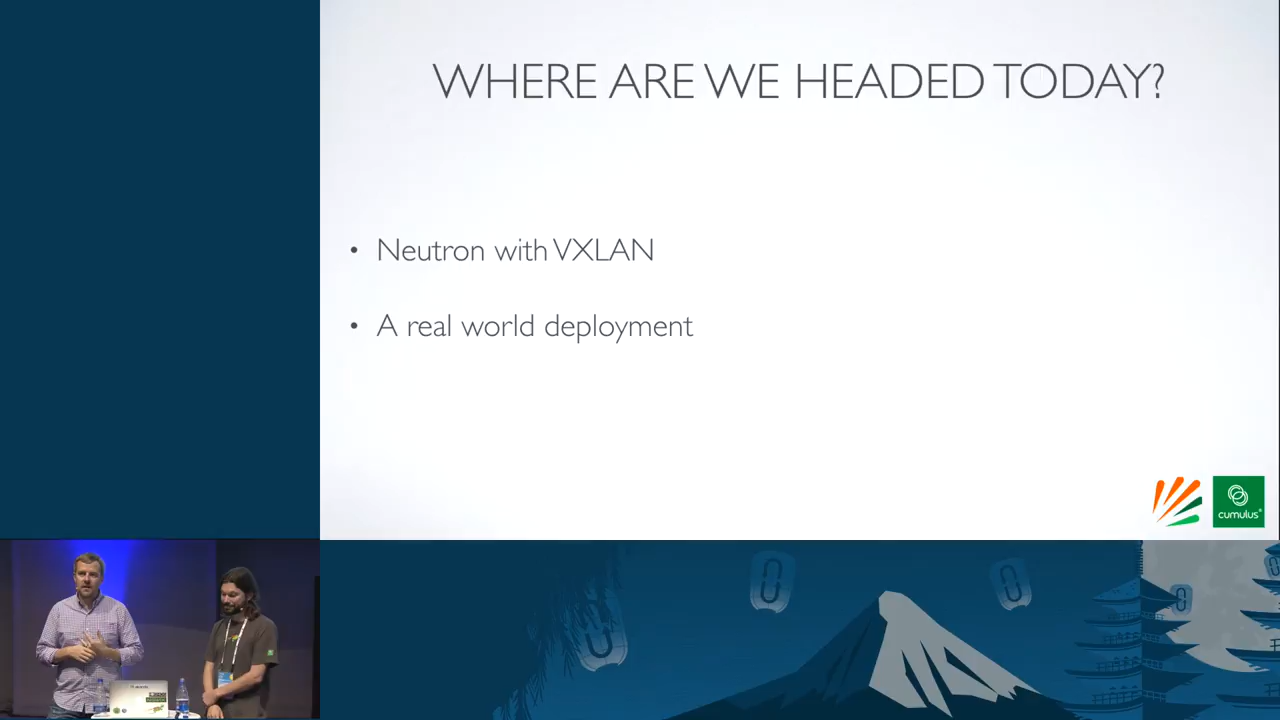 WHERE ARE WE HEADED TODAY?
• Neutron with VXLAN
• A real world deployment
cumulus